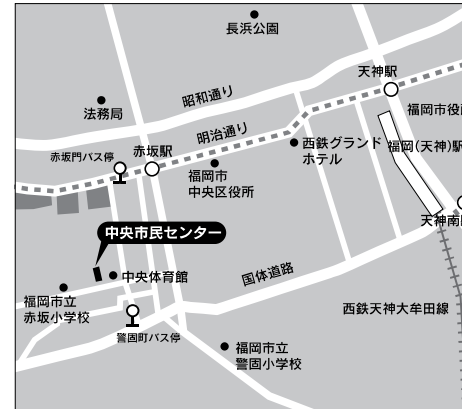 長浜公園
天神駅
昭和通り
法務局
福岡市役
明治通り
西鉄グランド
ホテル
福岡(天神)駅
赤坂門バス停
赤坂駅
福岡市
中央区役所
天神南
中央市民センター
中央体育館
国体道路
福岡市立
赤坂小学校
西鉄天神大牟田線
警固町バス停
福岡市立
警固小学校